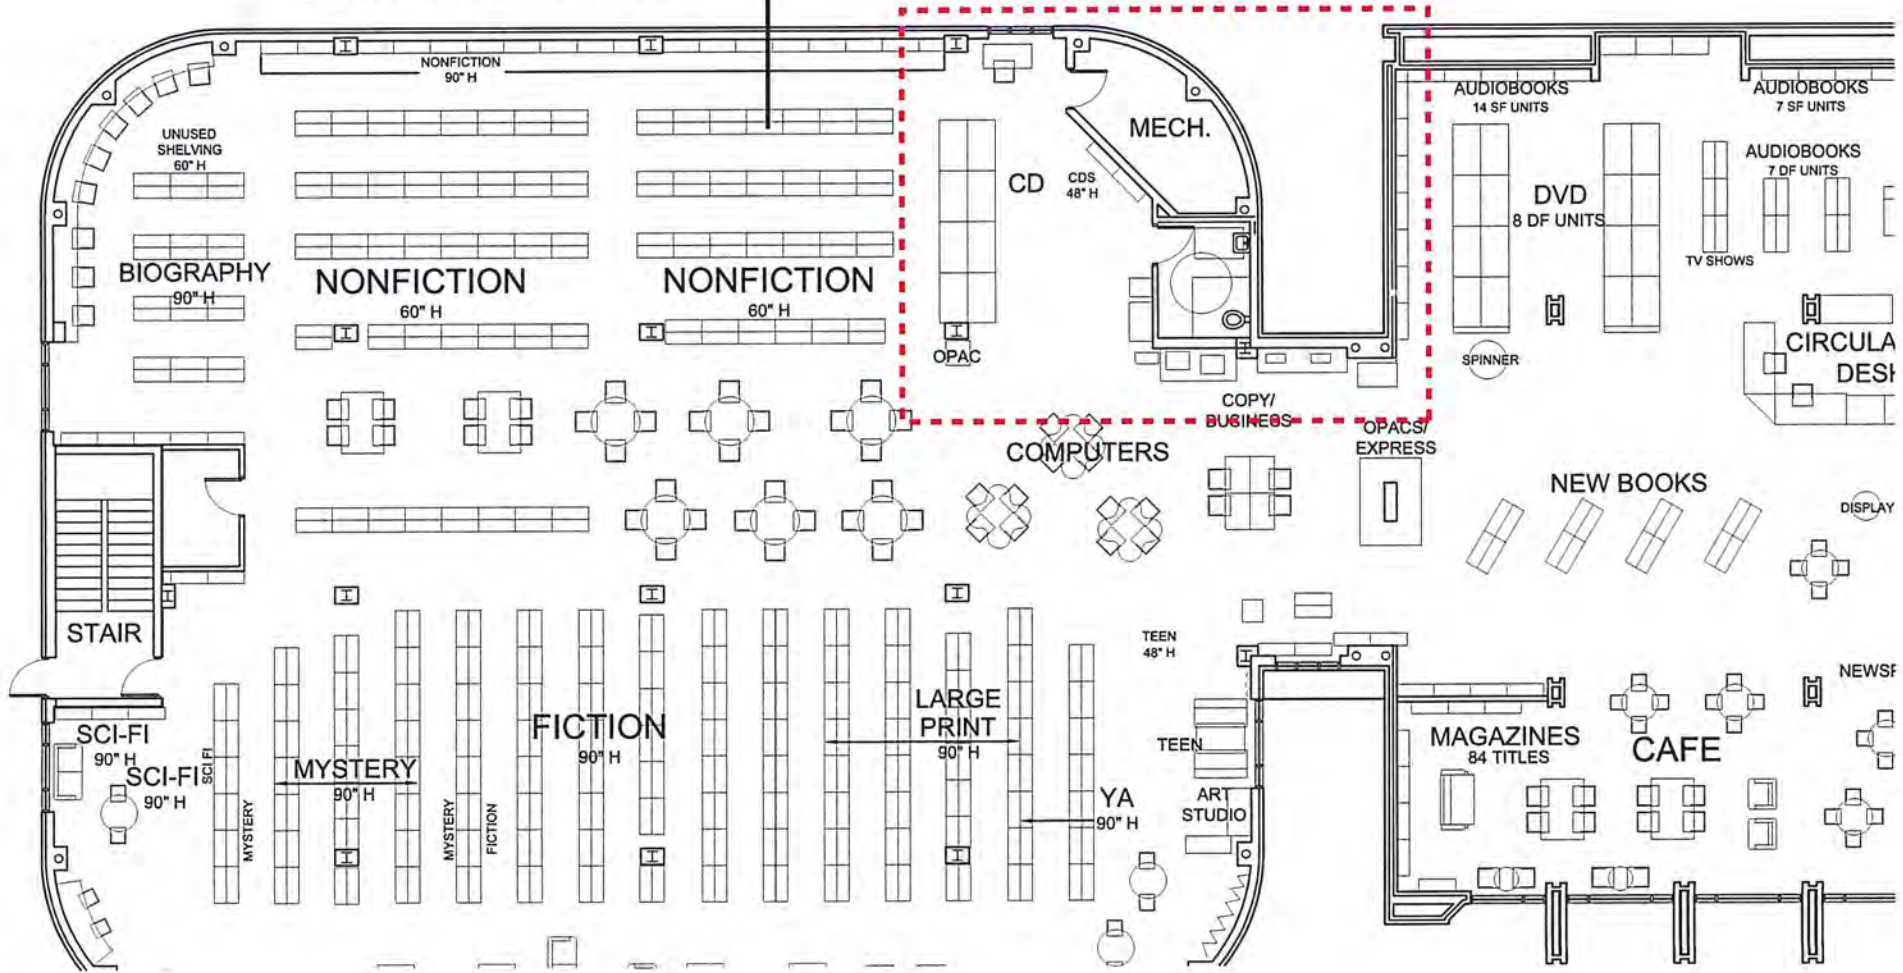 NONFICTION
90" H
UNUSED
SHELVING
60" H
BIOGRAPHY
90" H
NONFICTION
60" H
NONFICTION
60" H
CD
CDS
48" H
MECH.
OPAC
AUDIOBOOKS
14 SF UNITS
AUDIOBOOKS
7 SF UNITS
AUDIOBOOKS
7 DF UNITS
DVD
8 DF UNITS
TV SHOWS
SPINNER
CIRCULA
DESK
COPY/
BUSINESS
COMPUTERS
OPACS/
EXPRESS
NEW BOOKS
DISPLAY
STAIR
SCI-FI
90" H
SCI-FI
90" H
SCI FI
MYSTERY
MYSTERY
90" H
MYSTERY
FICTION
FICTION
90" H
LARGE
PRINT
90" H
TEEN
48" H
TEEN
YA
90" H
ART
STUDIO
MAGAZINES
84 TITLES
CAFE
NEWSP